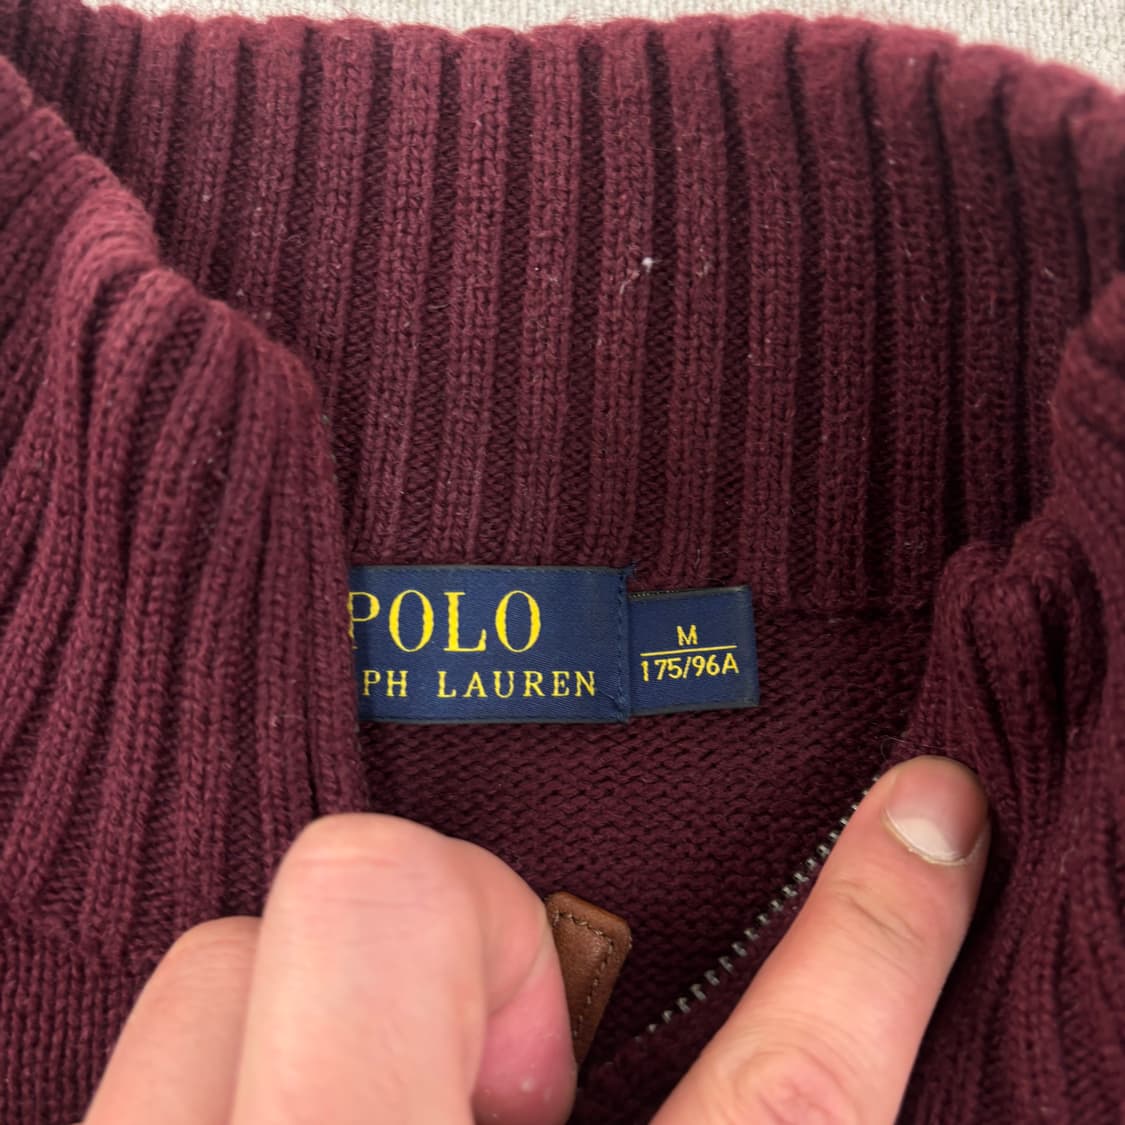 POLO
PH LAUREN
M
175/96A